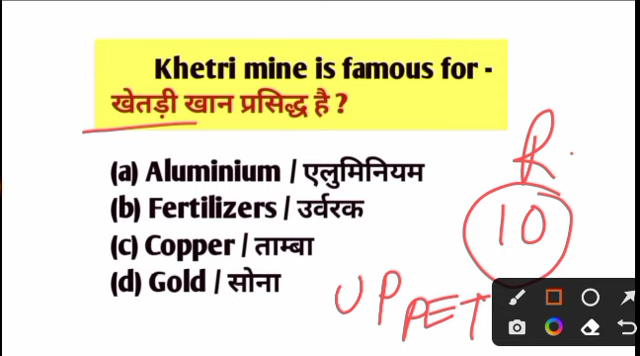 Khetri mine is famous for -
खेतड़ी खान प्रसिद्ध है ?
(a) Aluminium / एलुमिनियम
(b) Fertilizers / उर्वरक
(c) Copper / ताम्बा
(d) Gold / सोना
R.
10
UP PET